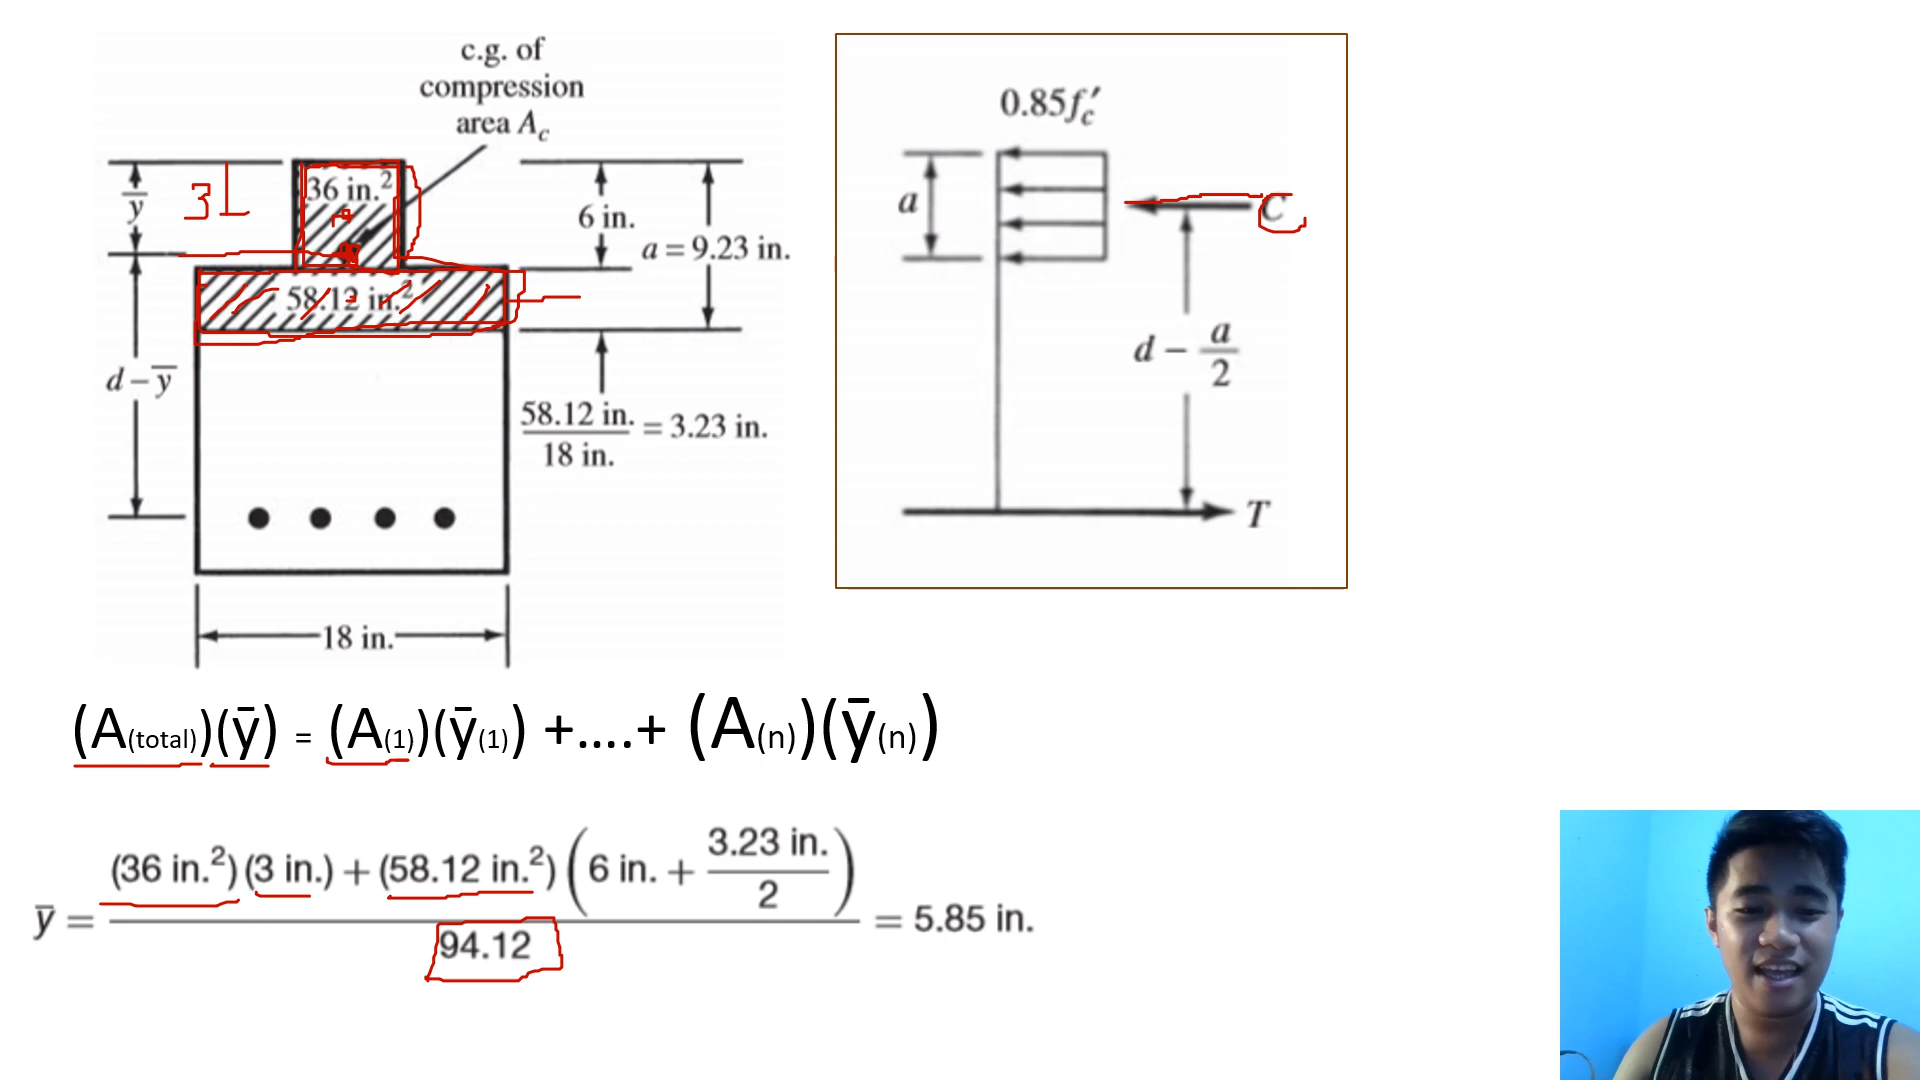 c.g. of
compression
area A_c
y̅
31
36 in.²
6 in.
a = 9.23 in.
58.12 in.²
d – y̅
58.12 in.
18 in.
= 3.23 in.
18 in.
0.85f′_c
a
C
d – a/2
T
(A(total))(ȳ) = (A(1))(ȳ(1)) +....+ (A(n))(ȳ(n))
y̅ = (36 in.²)(3 in.) + (58.12 in.²)(6 in. + 3.23 in./2)
94.12
= 5.85 in.